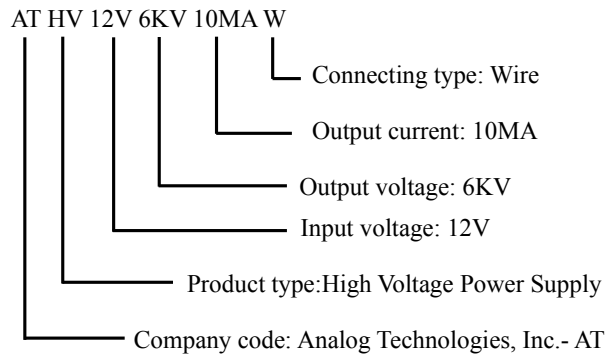 AT HV 12V 6KV 10MA W
Connecting type: Wire
Output current: 10MA
Output voltage: 6KV
Input voltage: 12V
Product type:High Voltage Power Supply
Company code: Analog Technologies, Inc.- AT